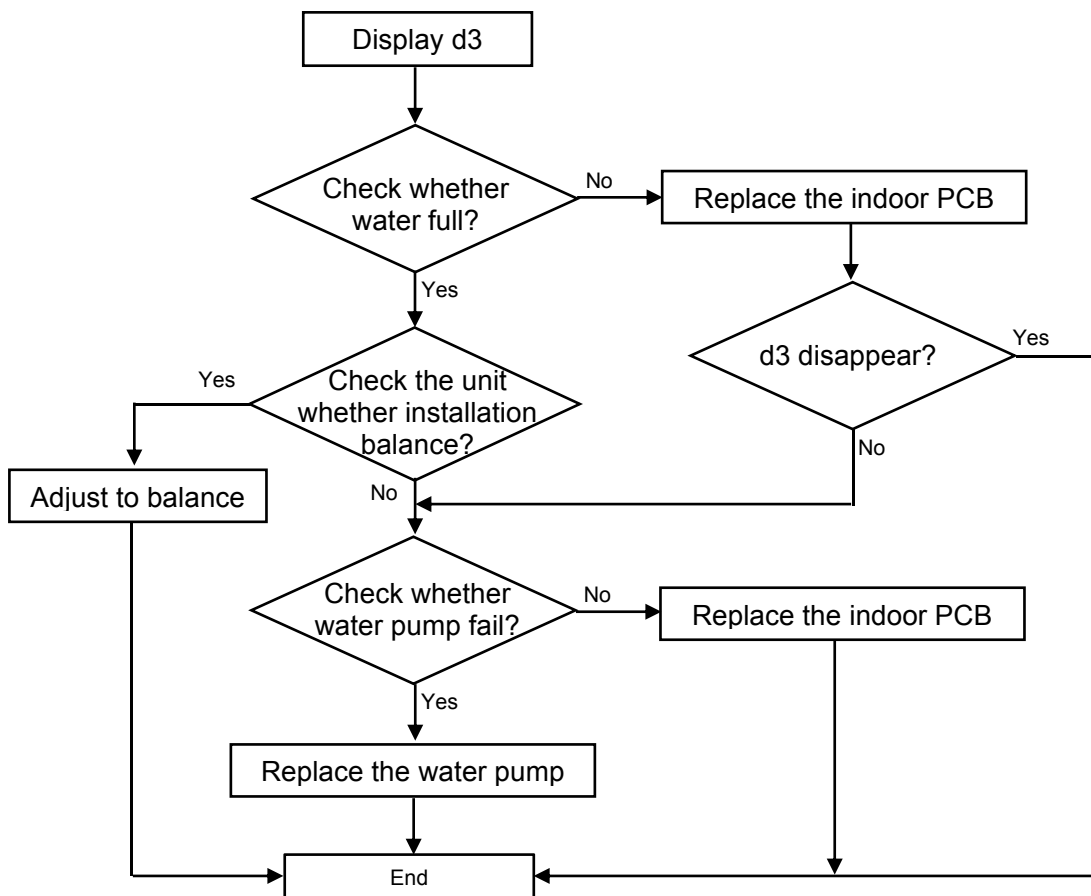 Display d3
Check whether
water full?
No
Replace the indoor PCB
Yes
d3 disappear?
Yes
Yes
Check the unit
whether installation
balance?
No
Adjust to balance
No
Check whether
water pump fail?
No
Replace the indoor PCB
Yes
Replace the water pump
End